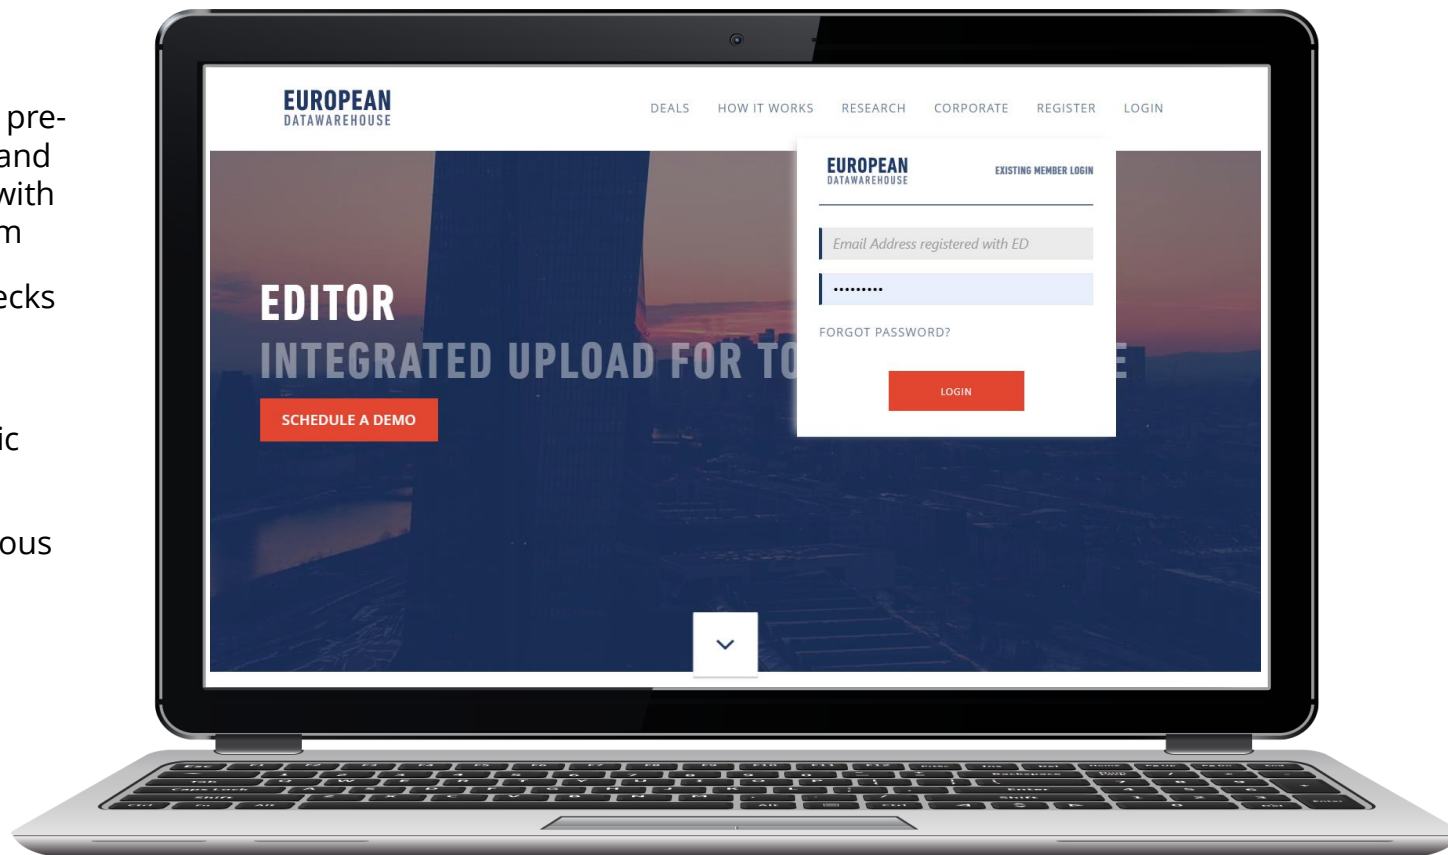 pre-
and
with
m
ecks
ic
ous
EUROPEAN
DATAWAREHOUSE
DEALS HOW IT WORKS RESEARCH CORPORATE REGISTER LOGIN
EUROPEAN
DATAWAREHOUSE
EXISTING MEMBER LOGIN
Email Address registered with ED
•••••••••
FORGOT PASSWORD?
LOGIN
EDITOR
INTEGRATED UPLOAD FOR TO E
SCHEDULE A DEMO